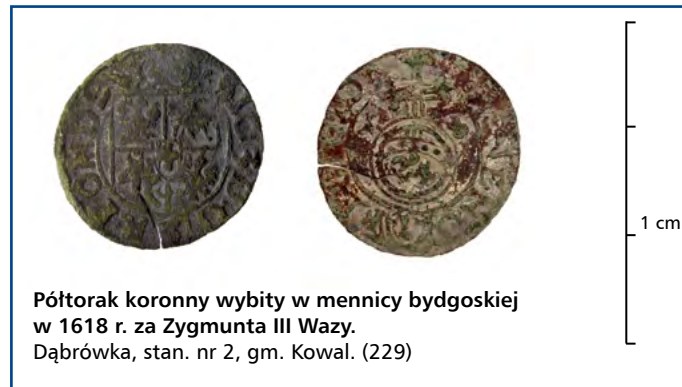 1 cm
Półtorak koronny wybity w mennicy bydgoskiej
w 1618 r. za Zygmunta III Wazy.
Dąbrówka, stan. nr 2, gm. Kowal. (229)